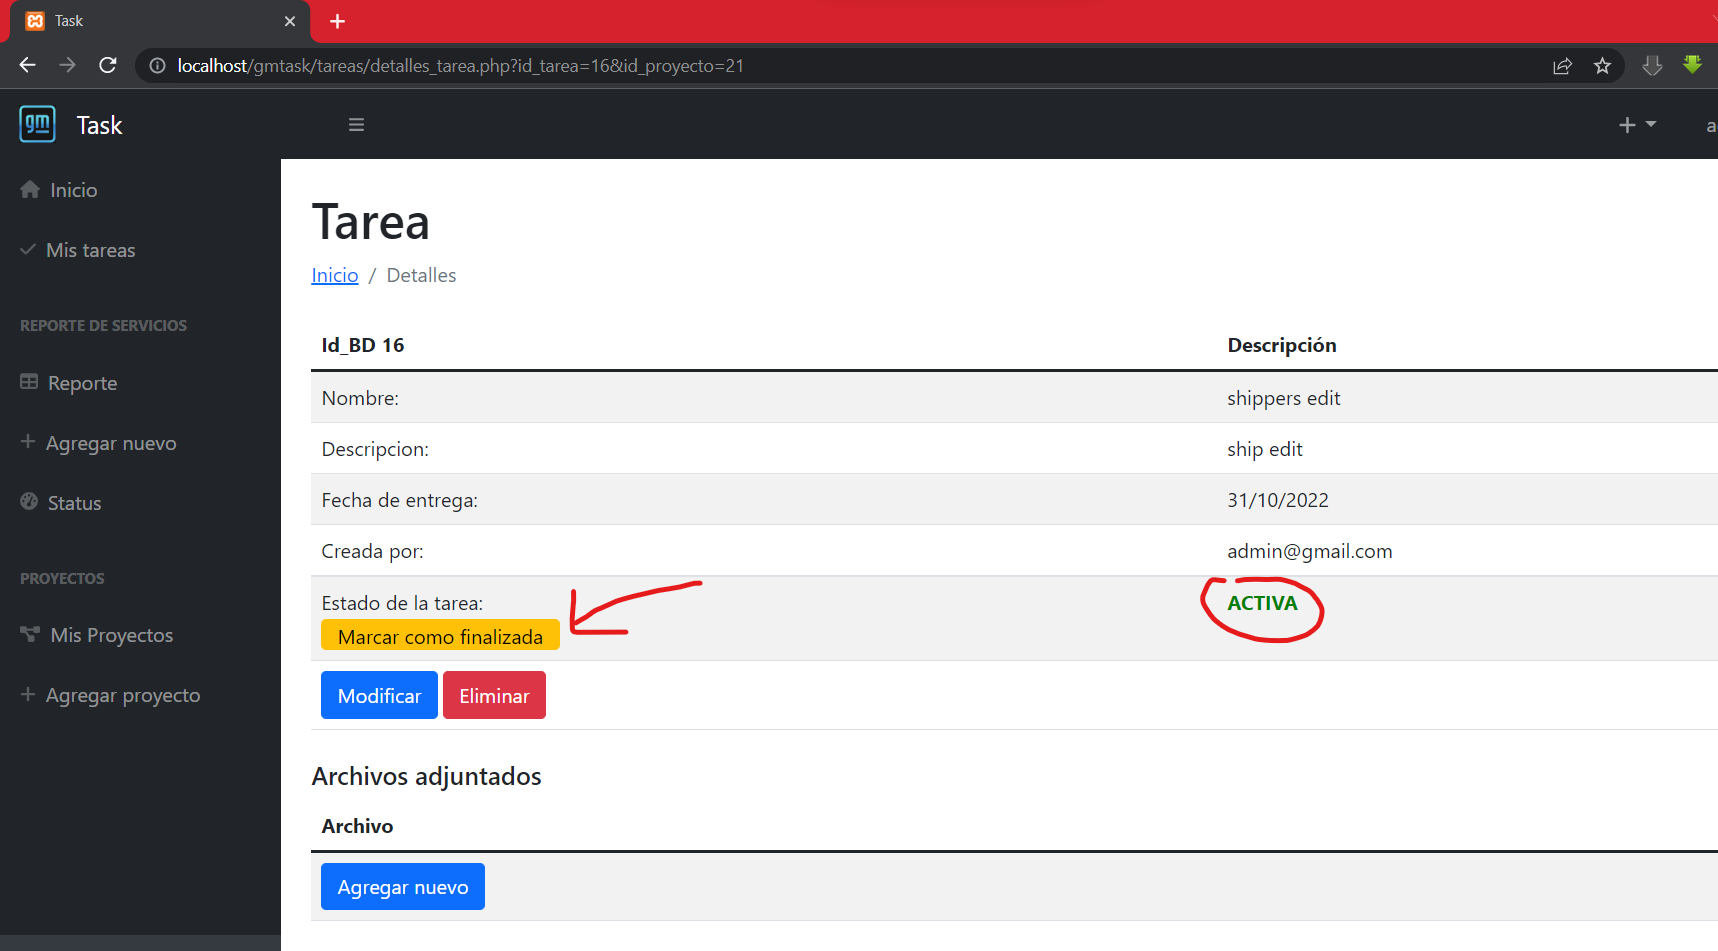 Task
localhost/gmtask/tareas/detalles_tarea.php?id_tarea=16&id_proyecto=21
gm Task
a
Inicio
Mis tareas
REPORTE DE SERVICIOS
Reporte
Agregar nuevo
Status
PROYECTOS
Mis Proyectos
Agregar proyecto
Tarea
Inicio / Detalles
Id_BD 16 Descripción
Nombre: shippers edit
Descripcion: ship edit
Fecha de entrega: 31/10/2022
Creada por: admin@gmail.com
Estado de la tarea: ACTIVA
Marcar como finalizada
Modificar Eliminar
Archivos adjuntados
Archivo
Agregar nuevo